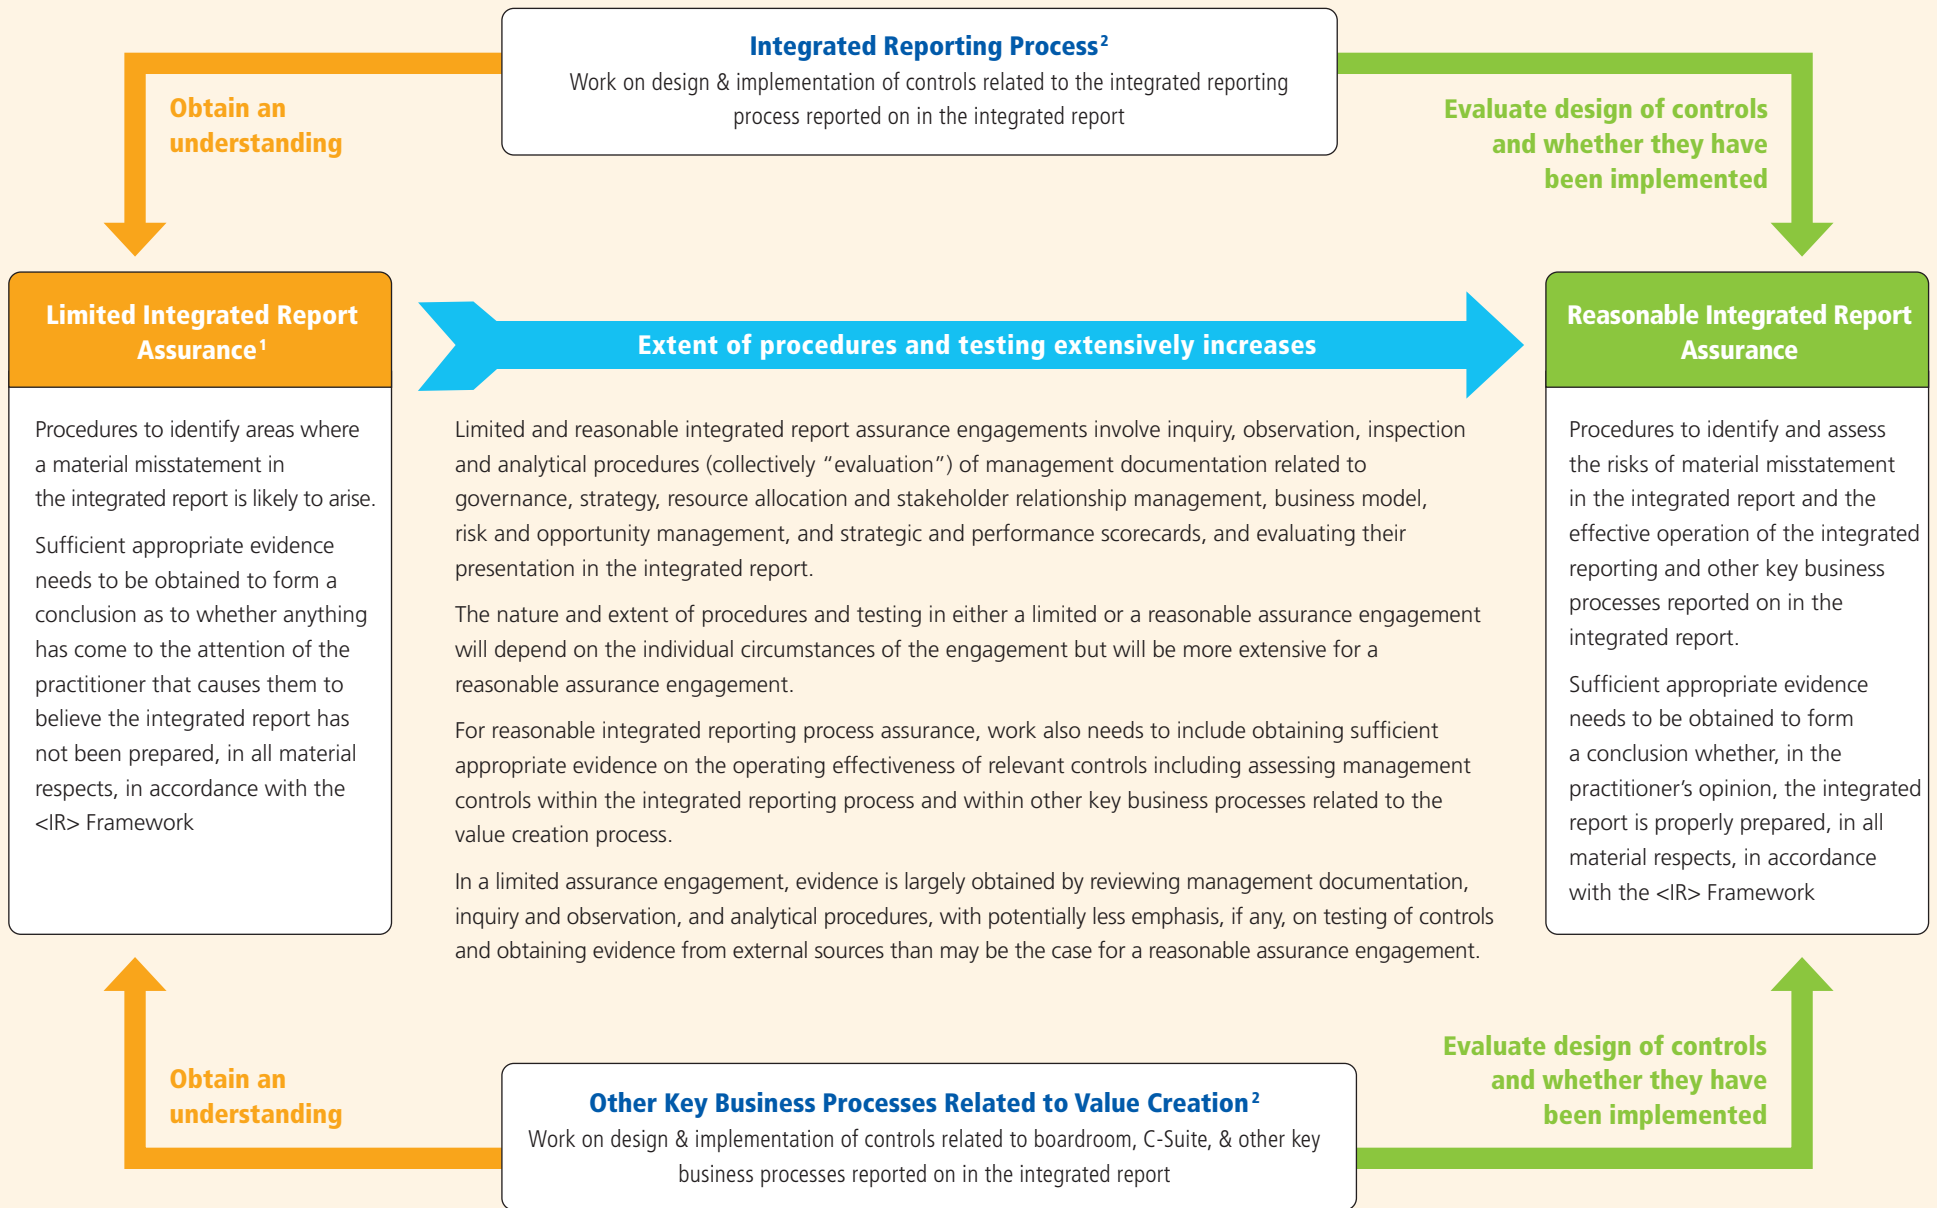 Integrated Reporting Process²
Work on design & implementation of controls related to the integrated reporting
process reported on in the integrated report
Obtain an
understanding
Evaluate design of controls
and whether they have
been implemented
Limited Integrated Report
Assurance¹
Procedures to identify areas where
a material misstatement in
the integrated report is likely to arise.
Sufficient appropriate evidence
needs to be obtained to form a
conclusion as to whether anything
has come to the attention of the
practitioner that causes them to
believe the integrated report has
not been prepared, in all material
respects, in accordance with the
<IR> Framework
Extent of procedures and testing extensively increases
Limited and reasonable integrated report assurance engagements involve inquiry, observation, inspection
and analytical procedures (collectively “evaluation”) of management documentation related to
governance, strategy, resource allocation and stakeholder relationship management, business model,
risk and opportunity management, and strategic and performance scorecards, and evaluating their
presentation in the integrated report.
The nature and extent of procedures and testing in either a limited or a reasonable assurance engagement
will depend on the individual circumstances of the engagement but will be more extensive for a
reasonable assurance engagement.
For reasonable integrated reporting process assurance, work also needs to include obtaining sufficient
appropriate evidence on the operating effectiveness of relevant controls including assessing management
controls within the integrated reporting process and within other key business processes related to the
value creation process.
In a limited assurance engagement, evidence is largely obtained by reviewing management documentation,
inquiry and observation, and analytical procedures, with potentially less emphasis, if any, on testing of controls
and obtaining evidence from external sources than may be the case for a reasonable assurance engagement.
Reasonable Integrated Report
Assurance
Procedures to identify and assess
the risks of material misstatement
in the integrated report and the
effective operation of the integrated
reporting and other key business
processes reported on in the
integrated report.
Sufficient appropriate evidence
needs to be obtained to form
a conclusion whether, in the
practitioner’s opinion, the integrated
report is properly prepared, in all
material respects, in accordance
with the <IR> Framework
Obtain an
understanding
Evaluate design of controls
and whether they have
been implemented
Other Key Business Processes Related to Value Creation²
Work on design & implementation of controls related to boardroom, C-Suite, & other key
business processes reported on in the integrated report